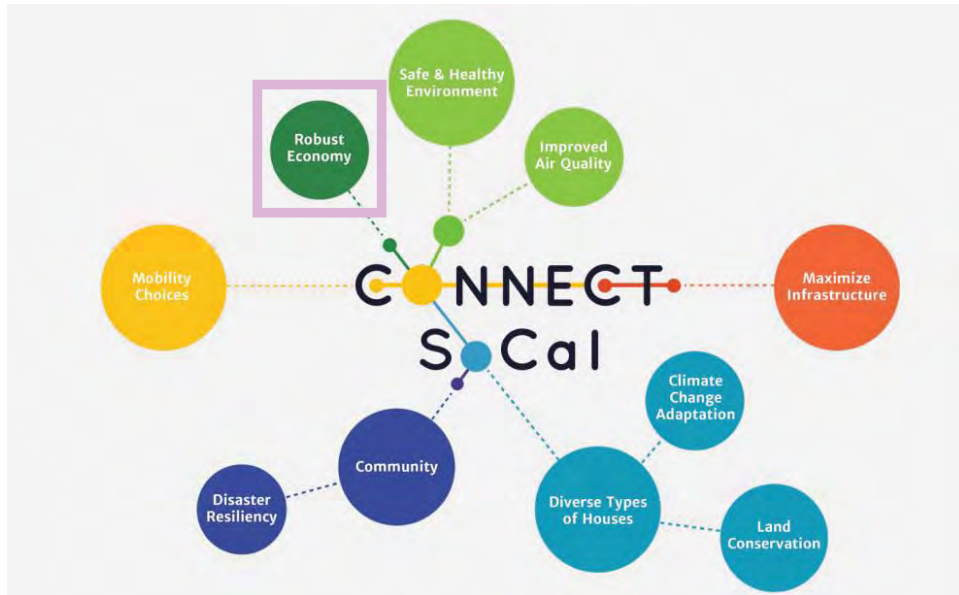 Safe & Healthy
Environment
Robust
Economy
Improved
Air Quality
Mobility
Choices
CONNECT
SoCal
Maximize
Infrastructure
Climate
Change
Adaptation
Community
Disaster
Resiliency
Diverse Types
of Houses
Land
Conservation